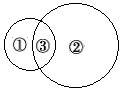 ① ③ ②